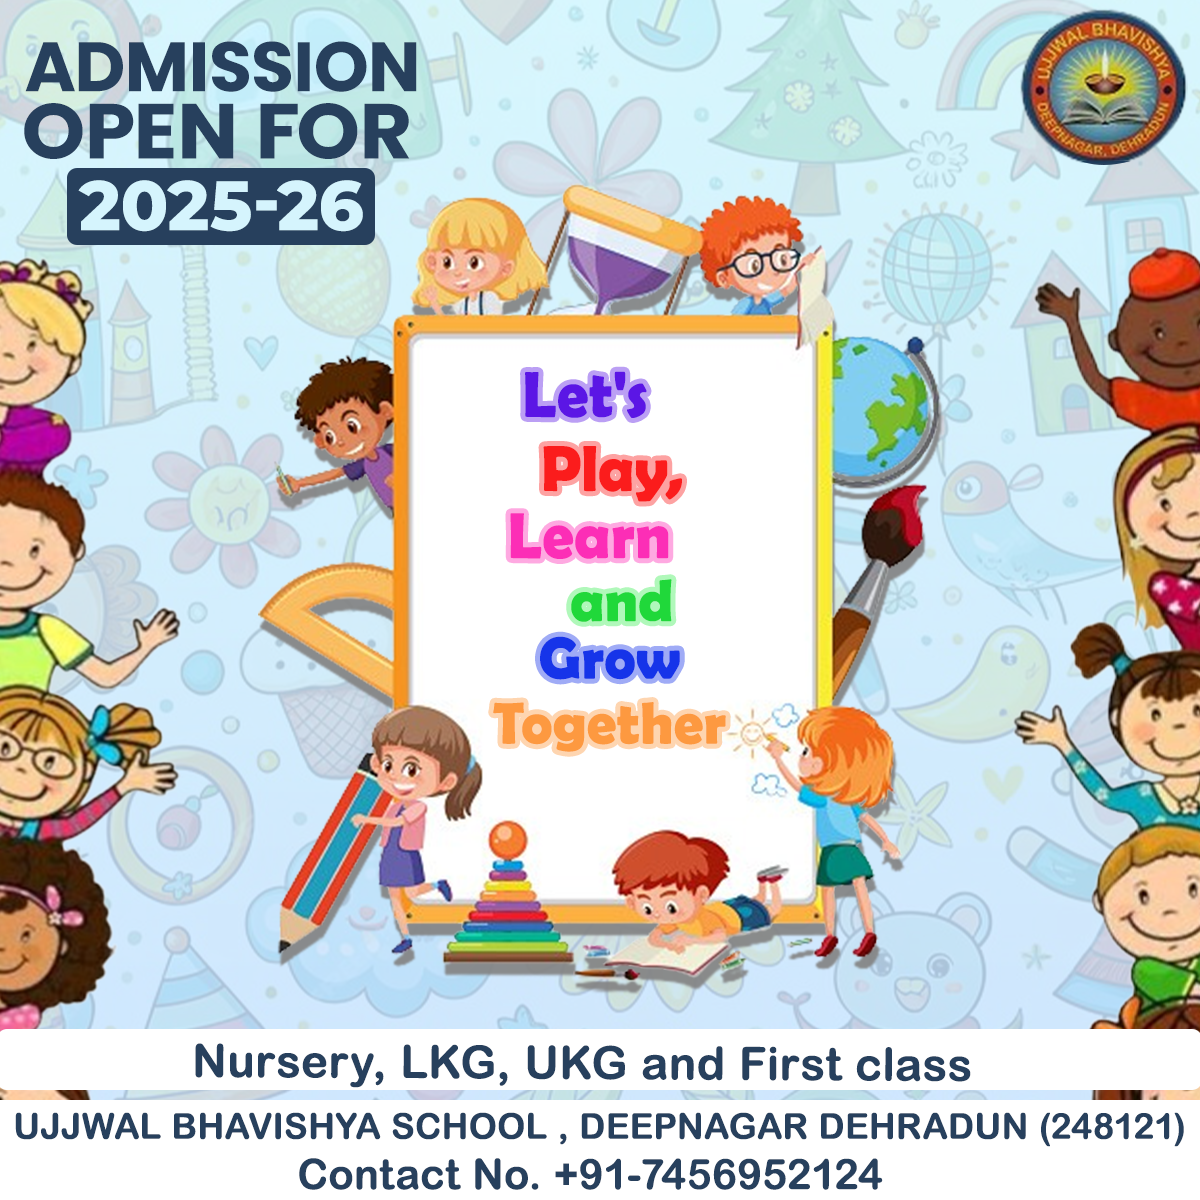 ADMISSION
OPEN FOR
2025-26
UJJWAL BHAVISHYA
DEEPNAGAR, DEHRADUN
Let's
Play,
Learn
and
Grow
Together
Nursery, LKG, UKG and First class
UJJWAL BHAVISHYA SCHOOL , DEEPNAGAR DEHRADUN (248121)
Contact No. +91-7456952124